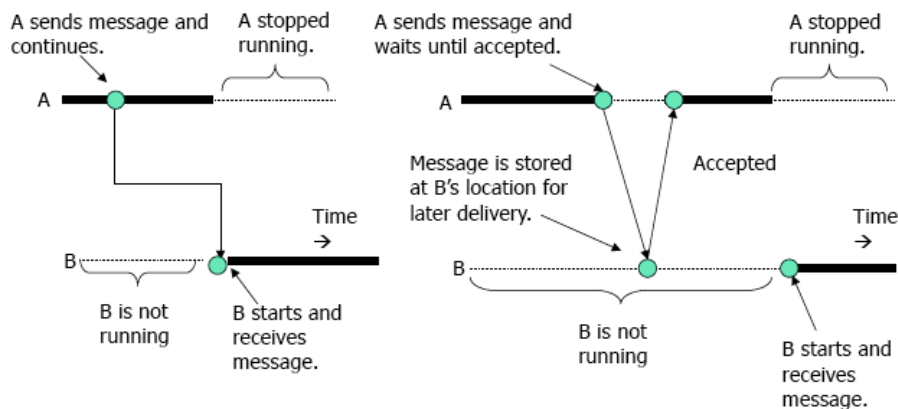 A sends message and
continues.
A stopped
running.
A
B
Time
→
B is not
running
B starts and
receives
message.
A sends message and
waits until accepted.
A stopped
running.
A
Message is stored
at B's location for
later delivery.
Accepted
Time
→
B
B is not
running
B starts and
receives
message.